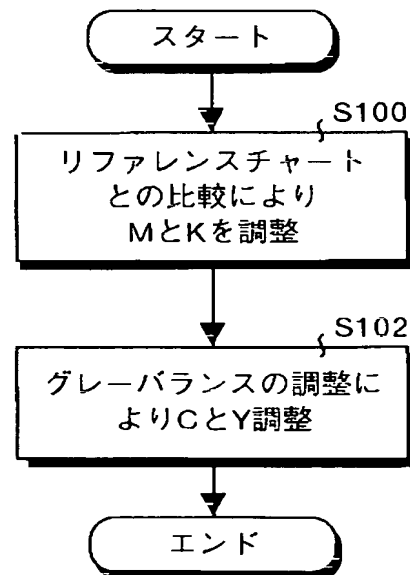 スタート
S100
リファレンスチャート
との比較により
MとKを調整
S102
グレーバランスの調整に
よりCとY調整
エンド